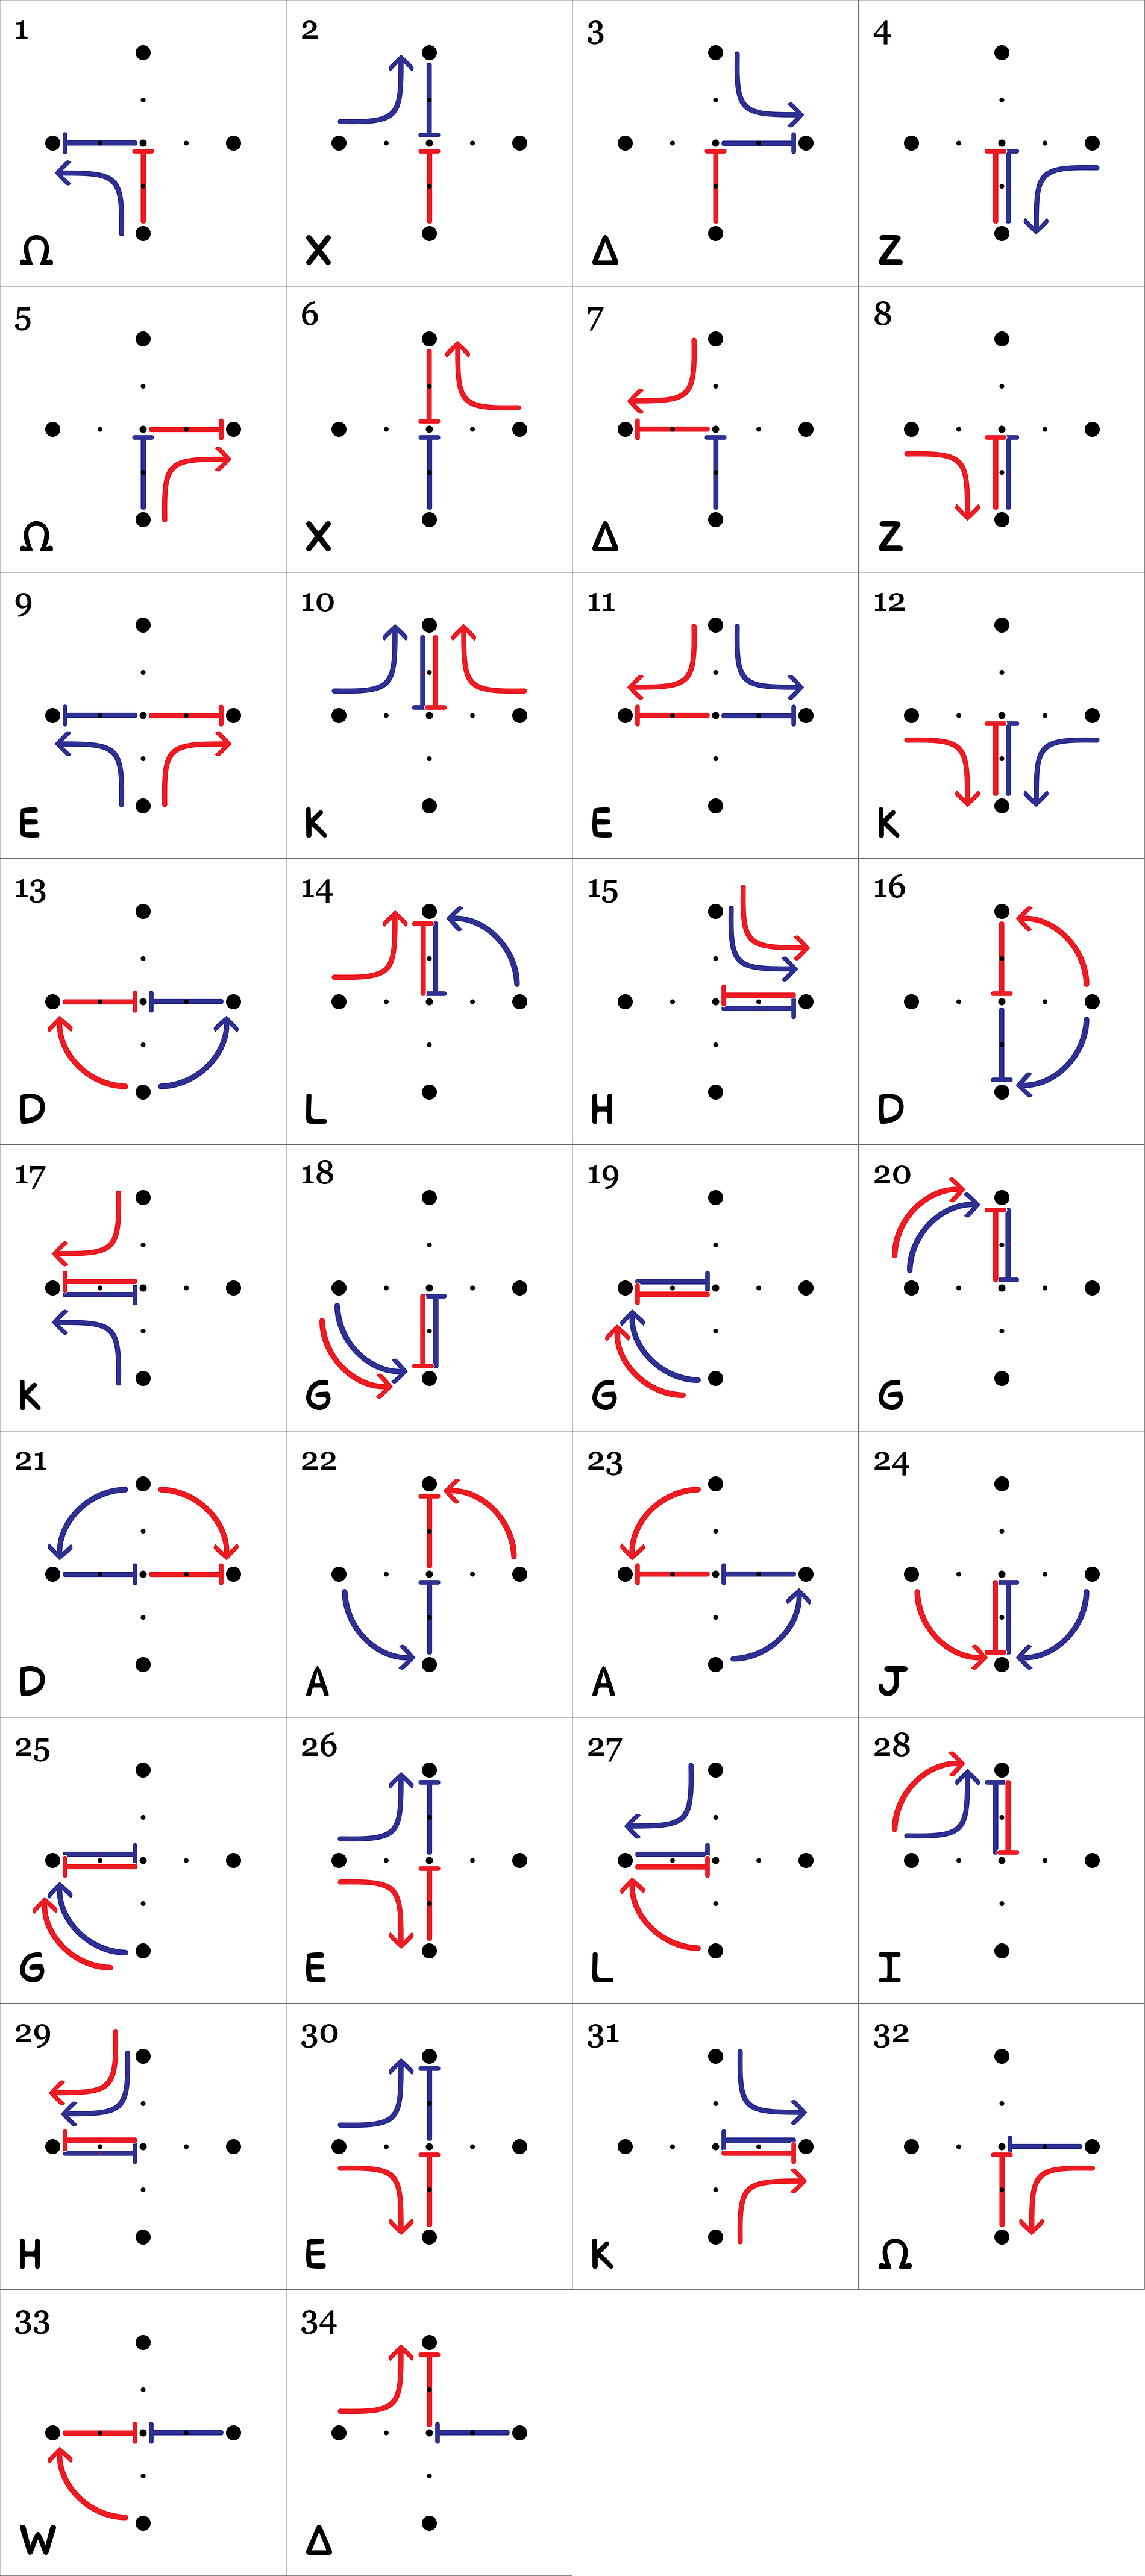 1 2 3 4
Ω X Δ Z
5 6 7 8
Ω X Δ Z
9 10 11 12
E K E K
13 14 15 16
D L H D
17 18 19 20
K G G G
21 22 23 24
D A A J
25 26 27 28
G E L I
29 30 31 32
H E K Ω
33 34
W Δ